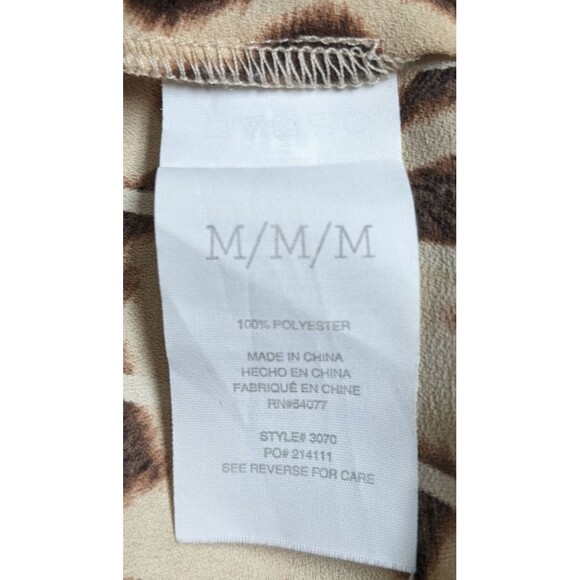 M/M/M
100% POLYESTER
MADE IN CHINA
HECHO EN CHINA
FABRIQUÉ EN CHINE
RN#54077
STYLE# 3070
PO# 214111
SEE REVERSE FOR CARE